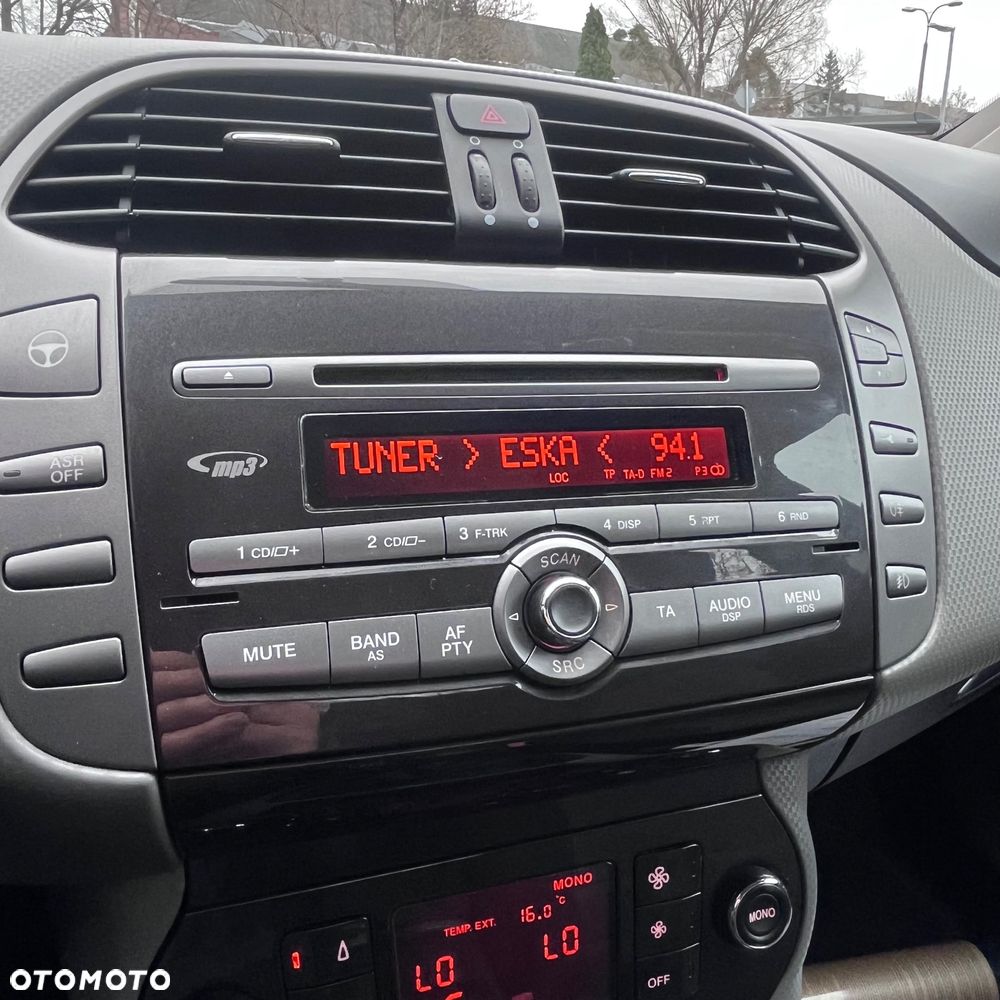 ASR
OFF
mp3
TUNER > ESKA < 94.1
LOC TP TA-D FM2 P3
1 CD/▱+ 2 CD/▱- 3 F-TRK 4 DISP 5 RPT 6 RND
SCAN
MUTE
BAND
AS
AF
PTY
SRC
TA
AUDIO
DSP
MENU
RDS
MONO
TEMP. EXT. 16.0 °C
LO LO
MONO
OFF
OTOMOTO